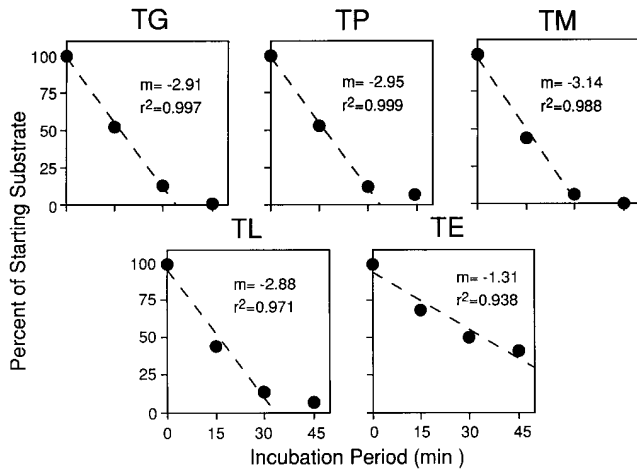 TG TP TM
Percent of Starting Substrate
100
75
50
25
0
m= -2.91
r²=0.997
m= -2.95
r²=0.999
m= -3.14
r²=0.988
TL TE
100
75
50
25
0
m= -2.88
r²=0.971
m= -1.31
r²=0.938
0 15 30 45 0 15 30 45
Incubation Period (min )